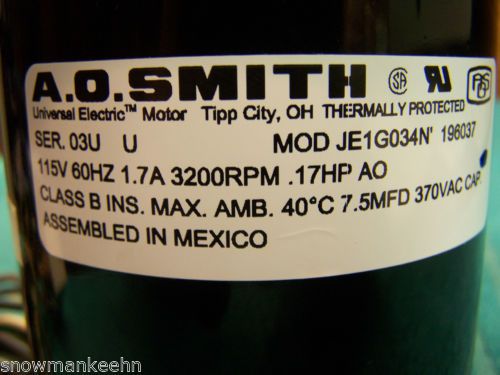 A.O.SMITH
Universal Electric™ Motor Tipp City, OH THERMALLY PROTECTED
SER. 03U U MOD JE1G034N' 196037
115V 60HZ 1.7A 3200RPM .17HP AO
CLASS B INS. MAX. AMB. 40°C 7.5MFD 370VAC CAP.
ASSEMBLED IN MEXICO
snowmankeehn